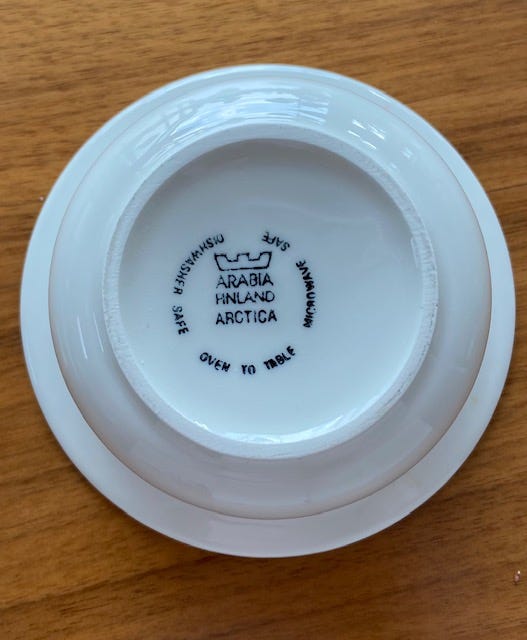 ARABIA
FINLAND
ARCTICA
DISHWASHER SAFE
OVEN TO TABLE
MICROWAVE SAFE